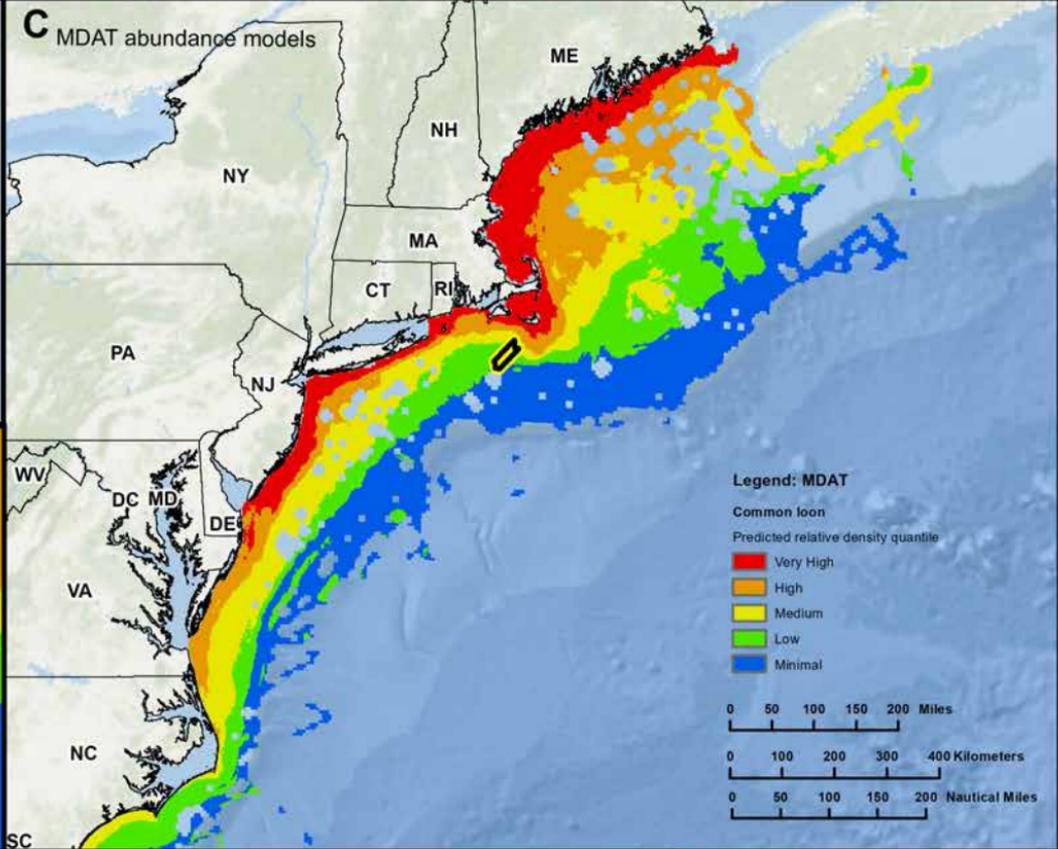 C MDAT abundance models
ME
NH
NY
MA
CT
RI
PA
NJ
WV
DC
MD
DE
VA
NC
SC
Legend: MDAT
Common loon
Predicted relative density quantile
Very High
High
Medium
Low
Minimal
0 50 100 150 200 Miles
0 100 200 300 400 Kilometers
0 50 100 150 200 Nautical Miles